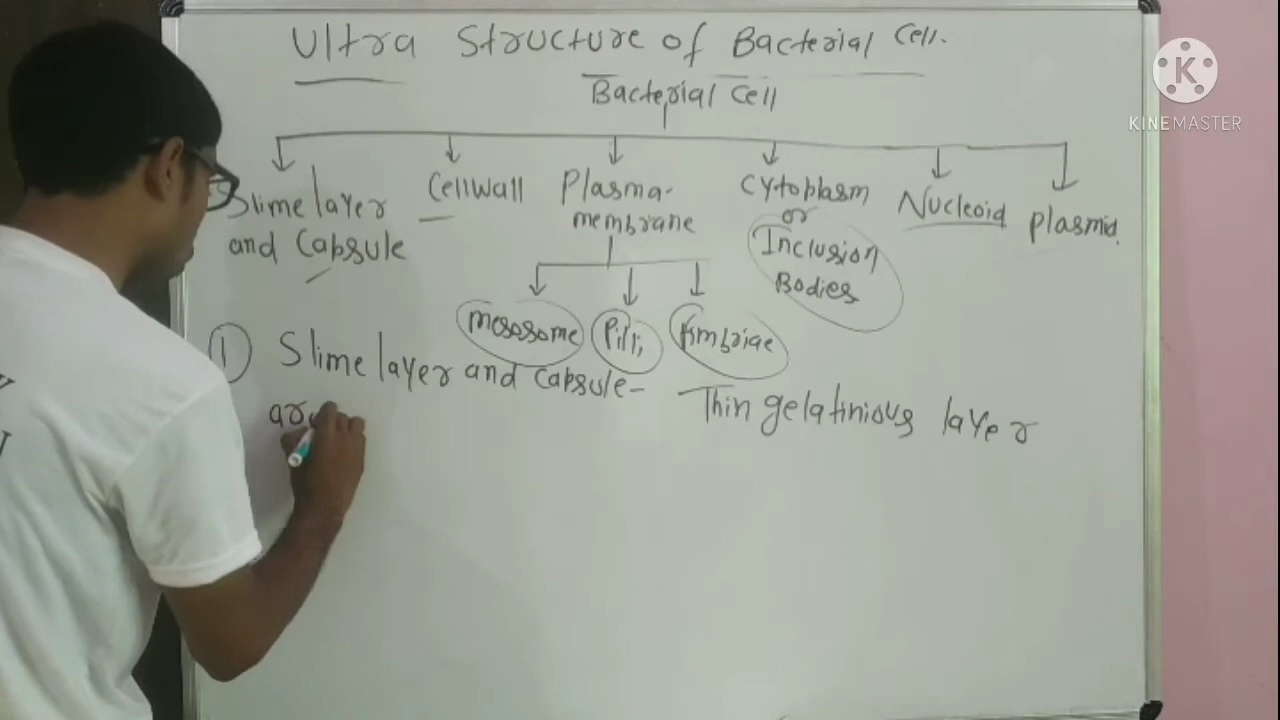 Ultra Structure of Bacterial Cell.
Bacterial Cell
Slime layer
and Capsule
Cellwall
Plasma-
membrane
Cytoplasm
or
Inclusion
Bodies
Nucleoid
Plasmid.
Mesosome
Pilli
Fimbriae
1 Slime layer and Capsule- Thin gelatinious layer
K
KINEMASTER